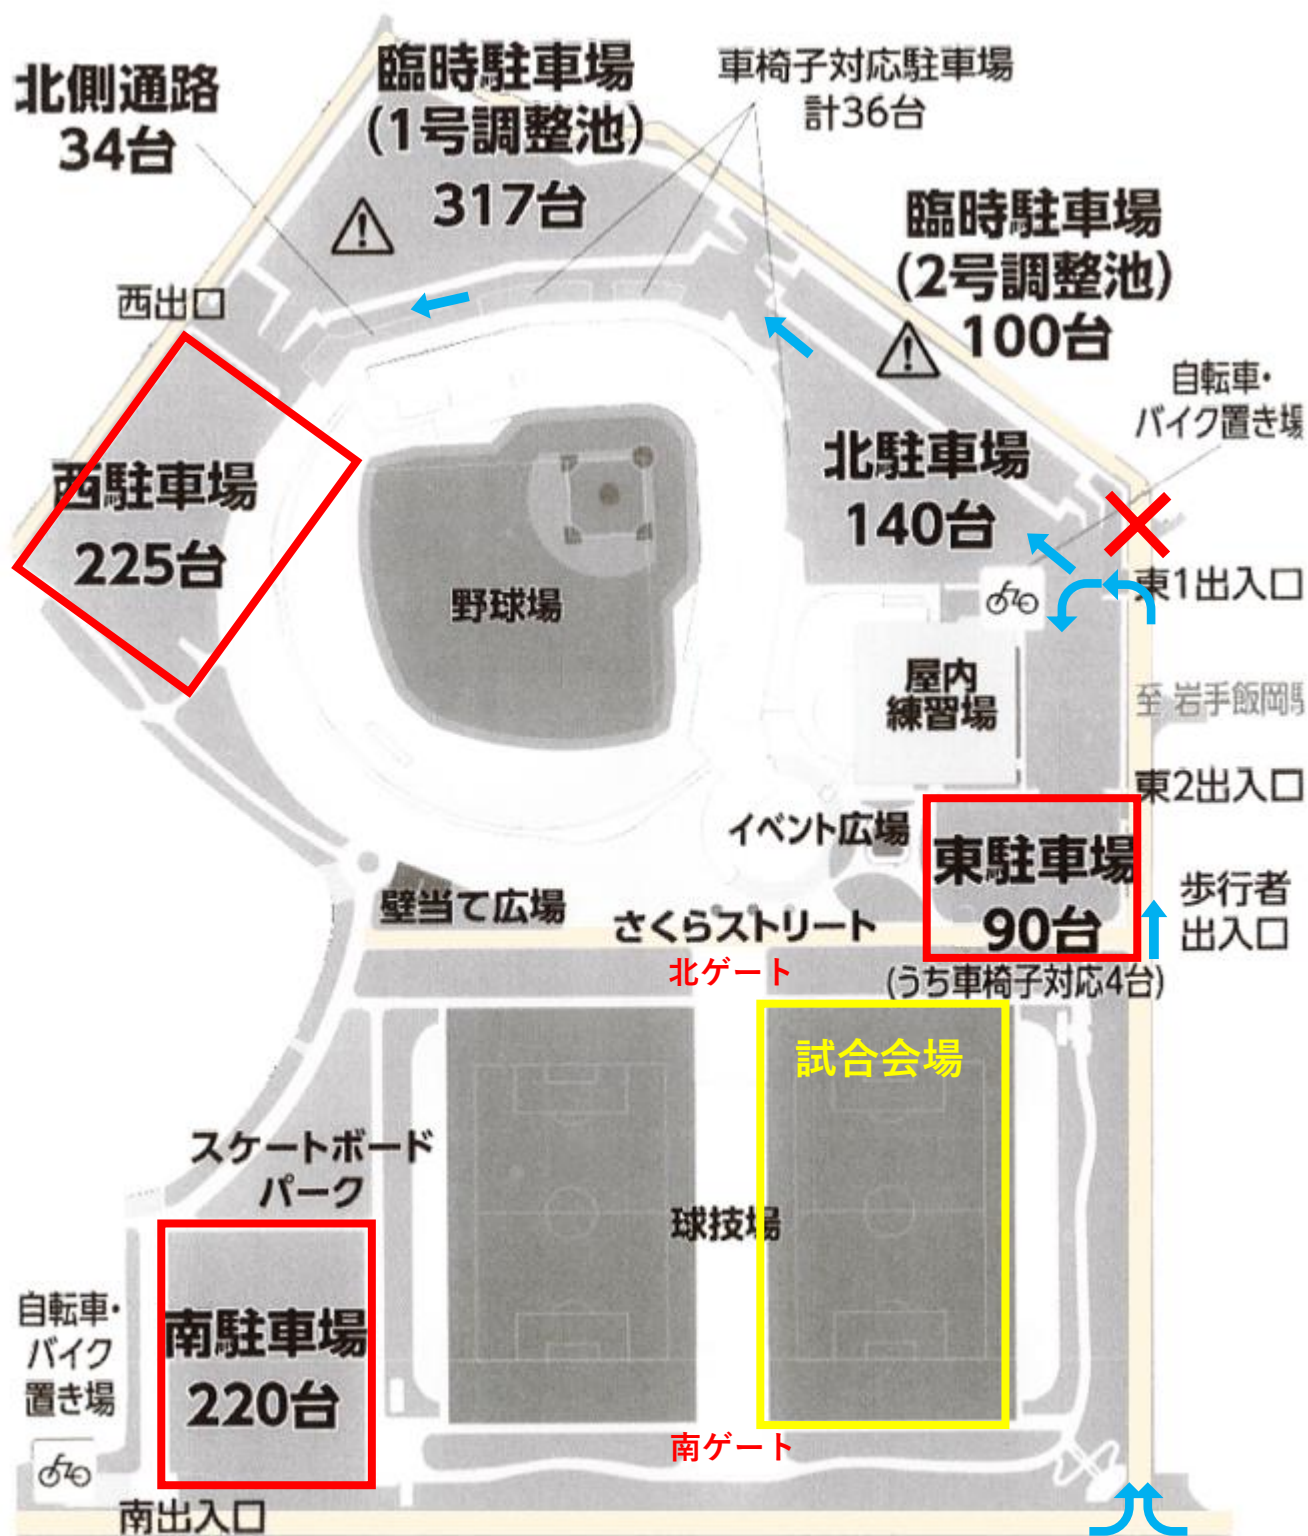 北側通路
34台
臨時駐車場
(1号調整池)
317台
車椅子対応駐車場
計36台
臨時駐車場
(2号調整池)
100台
西出口
自転車・
バイク置き場
北駐車場
140台
西駐車場
225台
野球場
東1出入口
屋内
練習場
至 岩手飯岡駅
東2出入口
イベント広場
東駐車場
90台
(うち車椅子対応4台)
歩行者
出入口
壁当て広場
さくらストリート
北ゲート
試合会場
スケートボード
パーク
球技場
自転車・
バイク
置き場
南駐車場
220台
南ゲート
南出入口